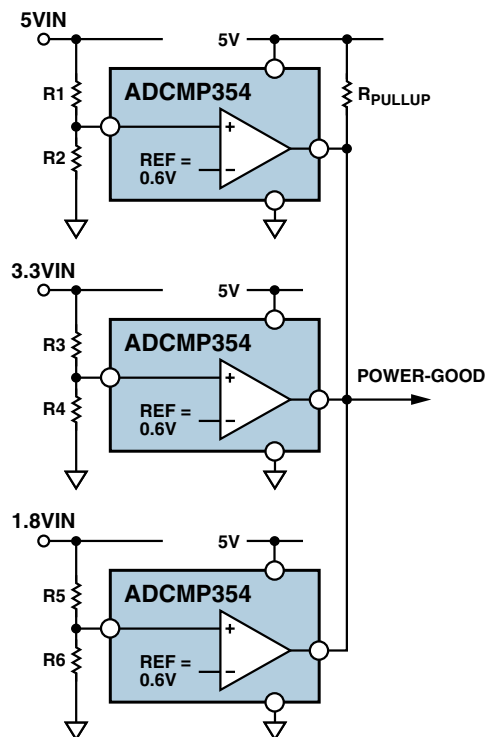 5VIN
5V
R1
ADCMP354
RPULLUP
+
R2
REF =
0.6V
−
3.3VIN
5V
R3
ADCMP354
POWER-GOOD
+
R4
REF =
0.6V
−
1.8VIN
5V
R5
ADCMP354
+
R6
REF =
0.6V
−